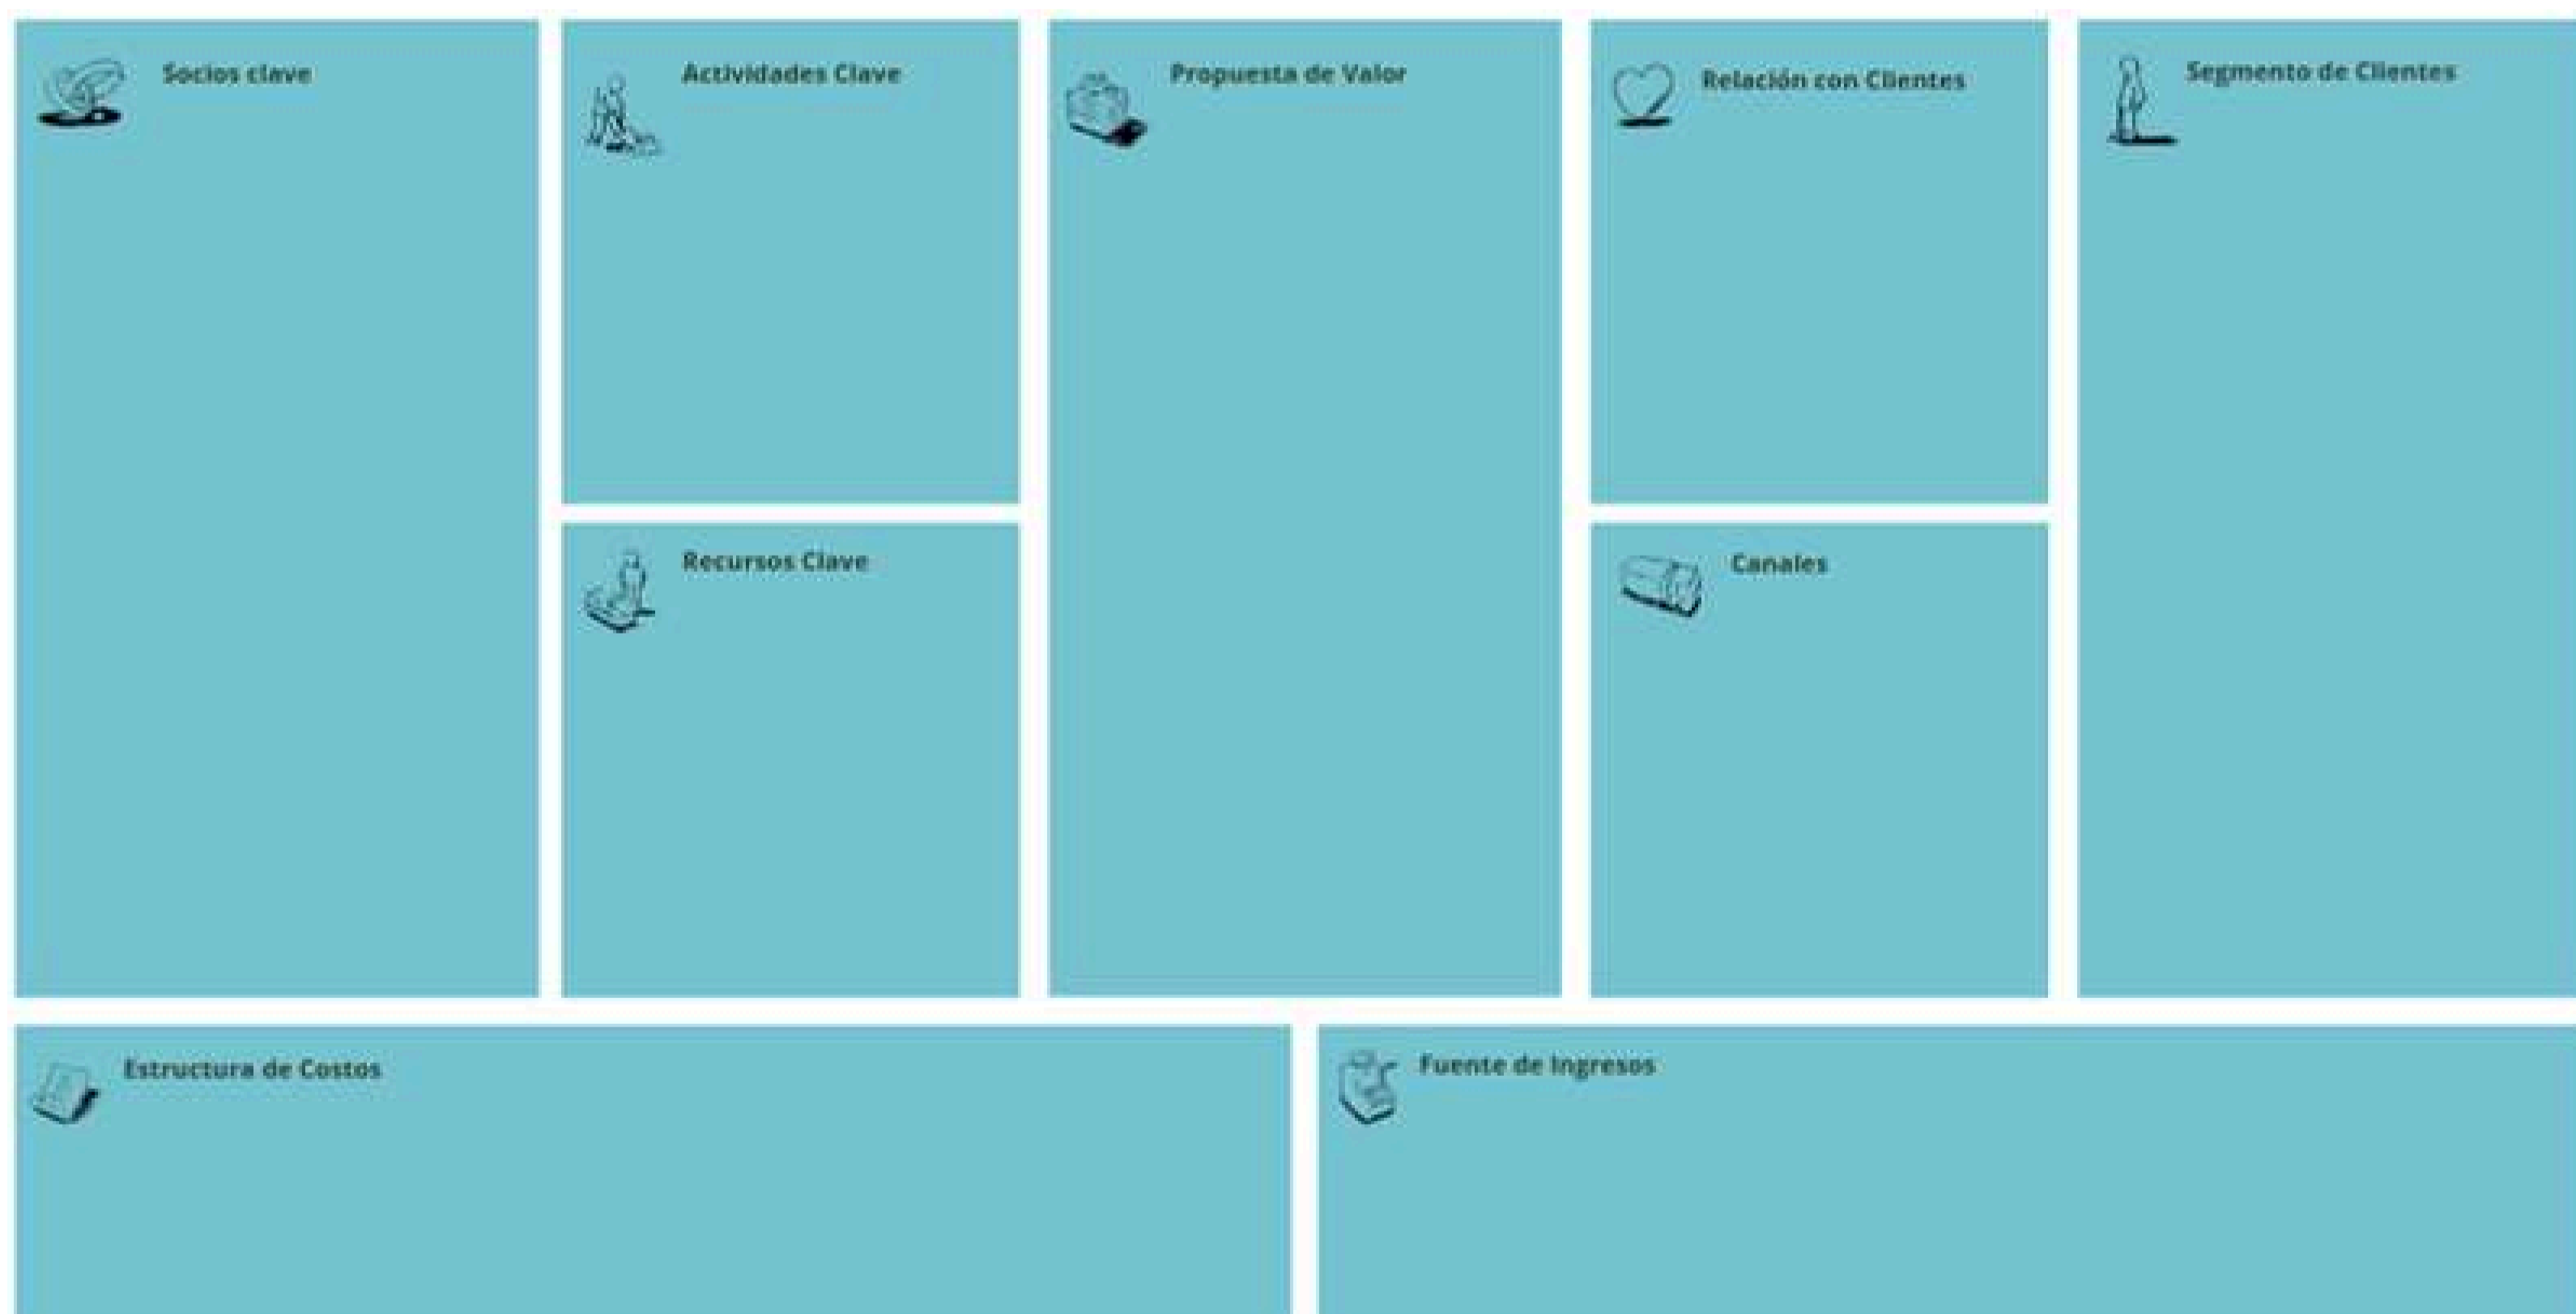 Socios clave
Actividades Clave
Propuesta de Valor
Relación con Clientes
Segmento de Clientes
Recursos Clave
Canales
Estructura de Costos
Fuente de Ingresos